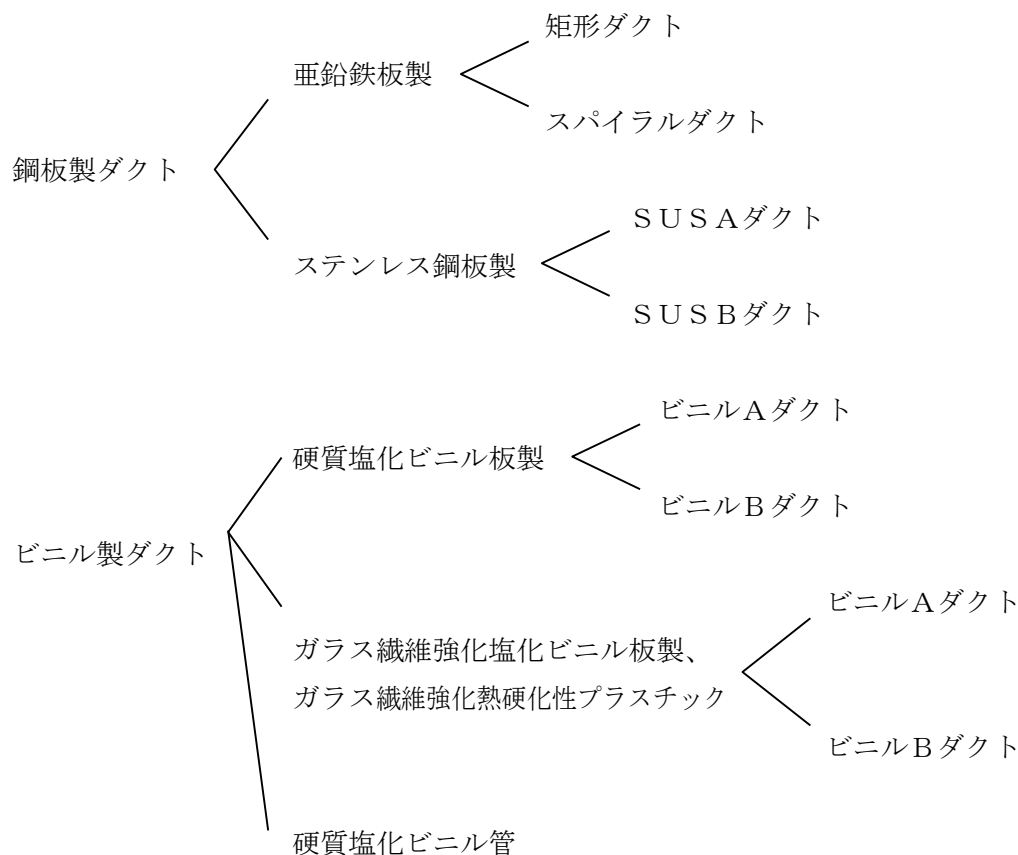 矩形ダクト
亜鉛鉄板製
スパイラルダクト
鋼板製ダクト
ＳＵＳＡダクト
ステンレス鋼板製
ＳＵＳＢダクト
ビニルＡダクト
硬質塩化ビニル板製
ビニルＢダクト
ビニル製ダクト
ビニルＡダクト
ガラス繊維強化塩化ビニル板製、
ガラス繊維強化熱硬化性プラスチック
ビニルＢダクト
硬質塩化ビニル管